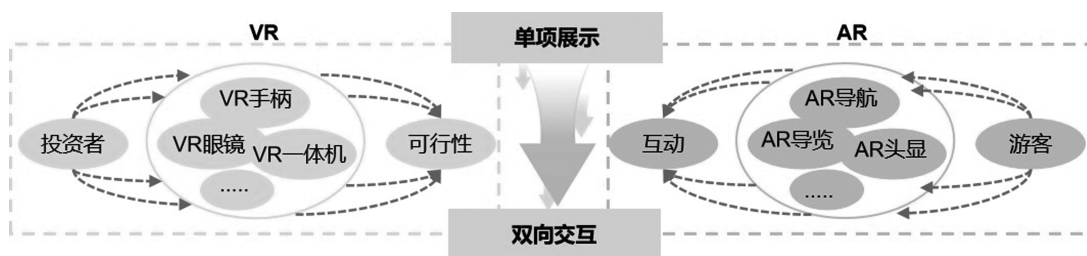 VR
单项展示
AR
VR手柄
VR眼镜
VR一体机
.....
投资者
可行性
互动
AR导航
AR导览
AR头显
.....
游客
双向交互